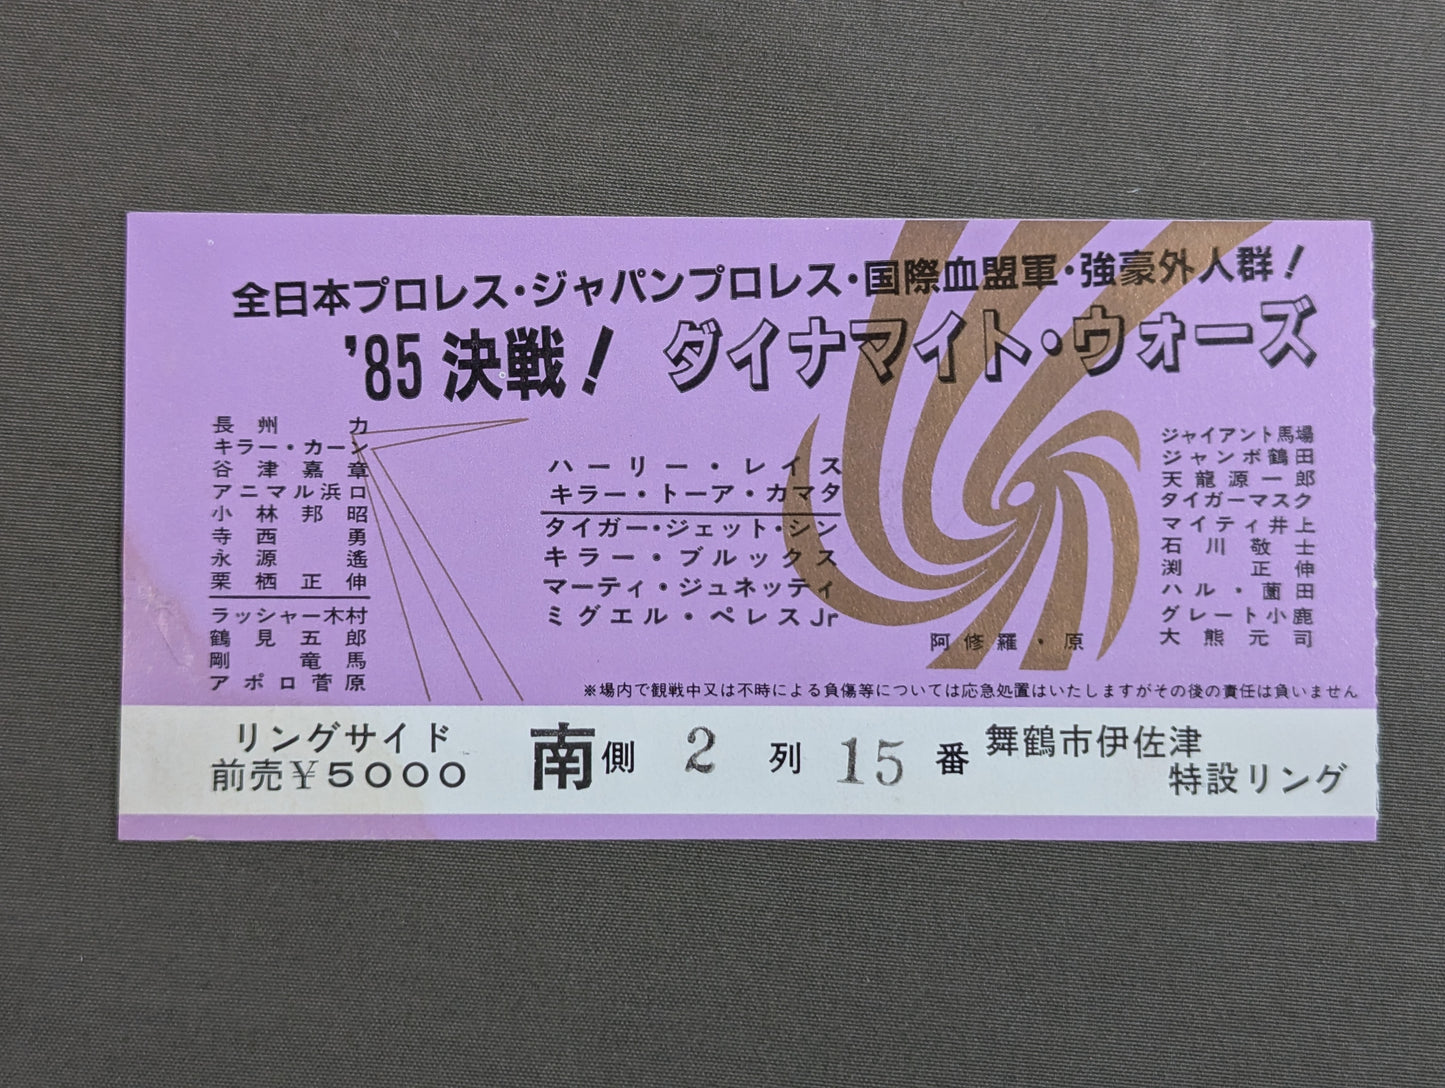 全日本プロレス・ジャパンプロレス・国際血盟軍・強豪外人群!
'85 決戦! ダイナマイト・ウォーズ
長州力
キラー・カーン
谷津嘉章
アニマル浜口
小林邦昭
寺西勇
永源遙
栗栖正伸
ラッシャー木村
鶴見五郎
剛竜馬
アポロ菅原
ハーリー・レイス
キラー・トーア・カマタ
タイガー・ジェット・シン
キラー・ブルックス
マーティ・ジュネッティ
ミグエル・ペレスJr
阿修羅・原
ジャイアント馬場
ジャンボ鶴田
天龍源一郎
タイガーマスク
マイティ井上
石川敬士
渕正伸
ハル・薗田
グレート小鹿
大熊元司
※場内で観戦中又は不時による負傷等については応急処置はいたしますがその後の責任は負いません
リングサイド
前売¥5000
南側 2 列 15 番
舞鶴市伊佐津
特設リング